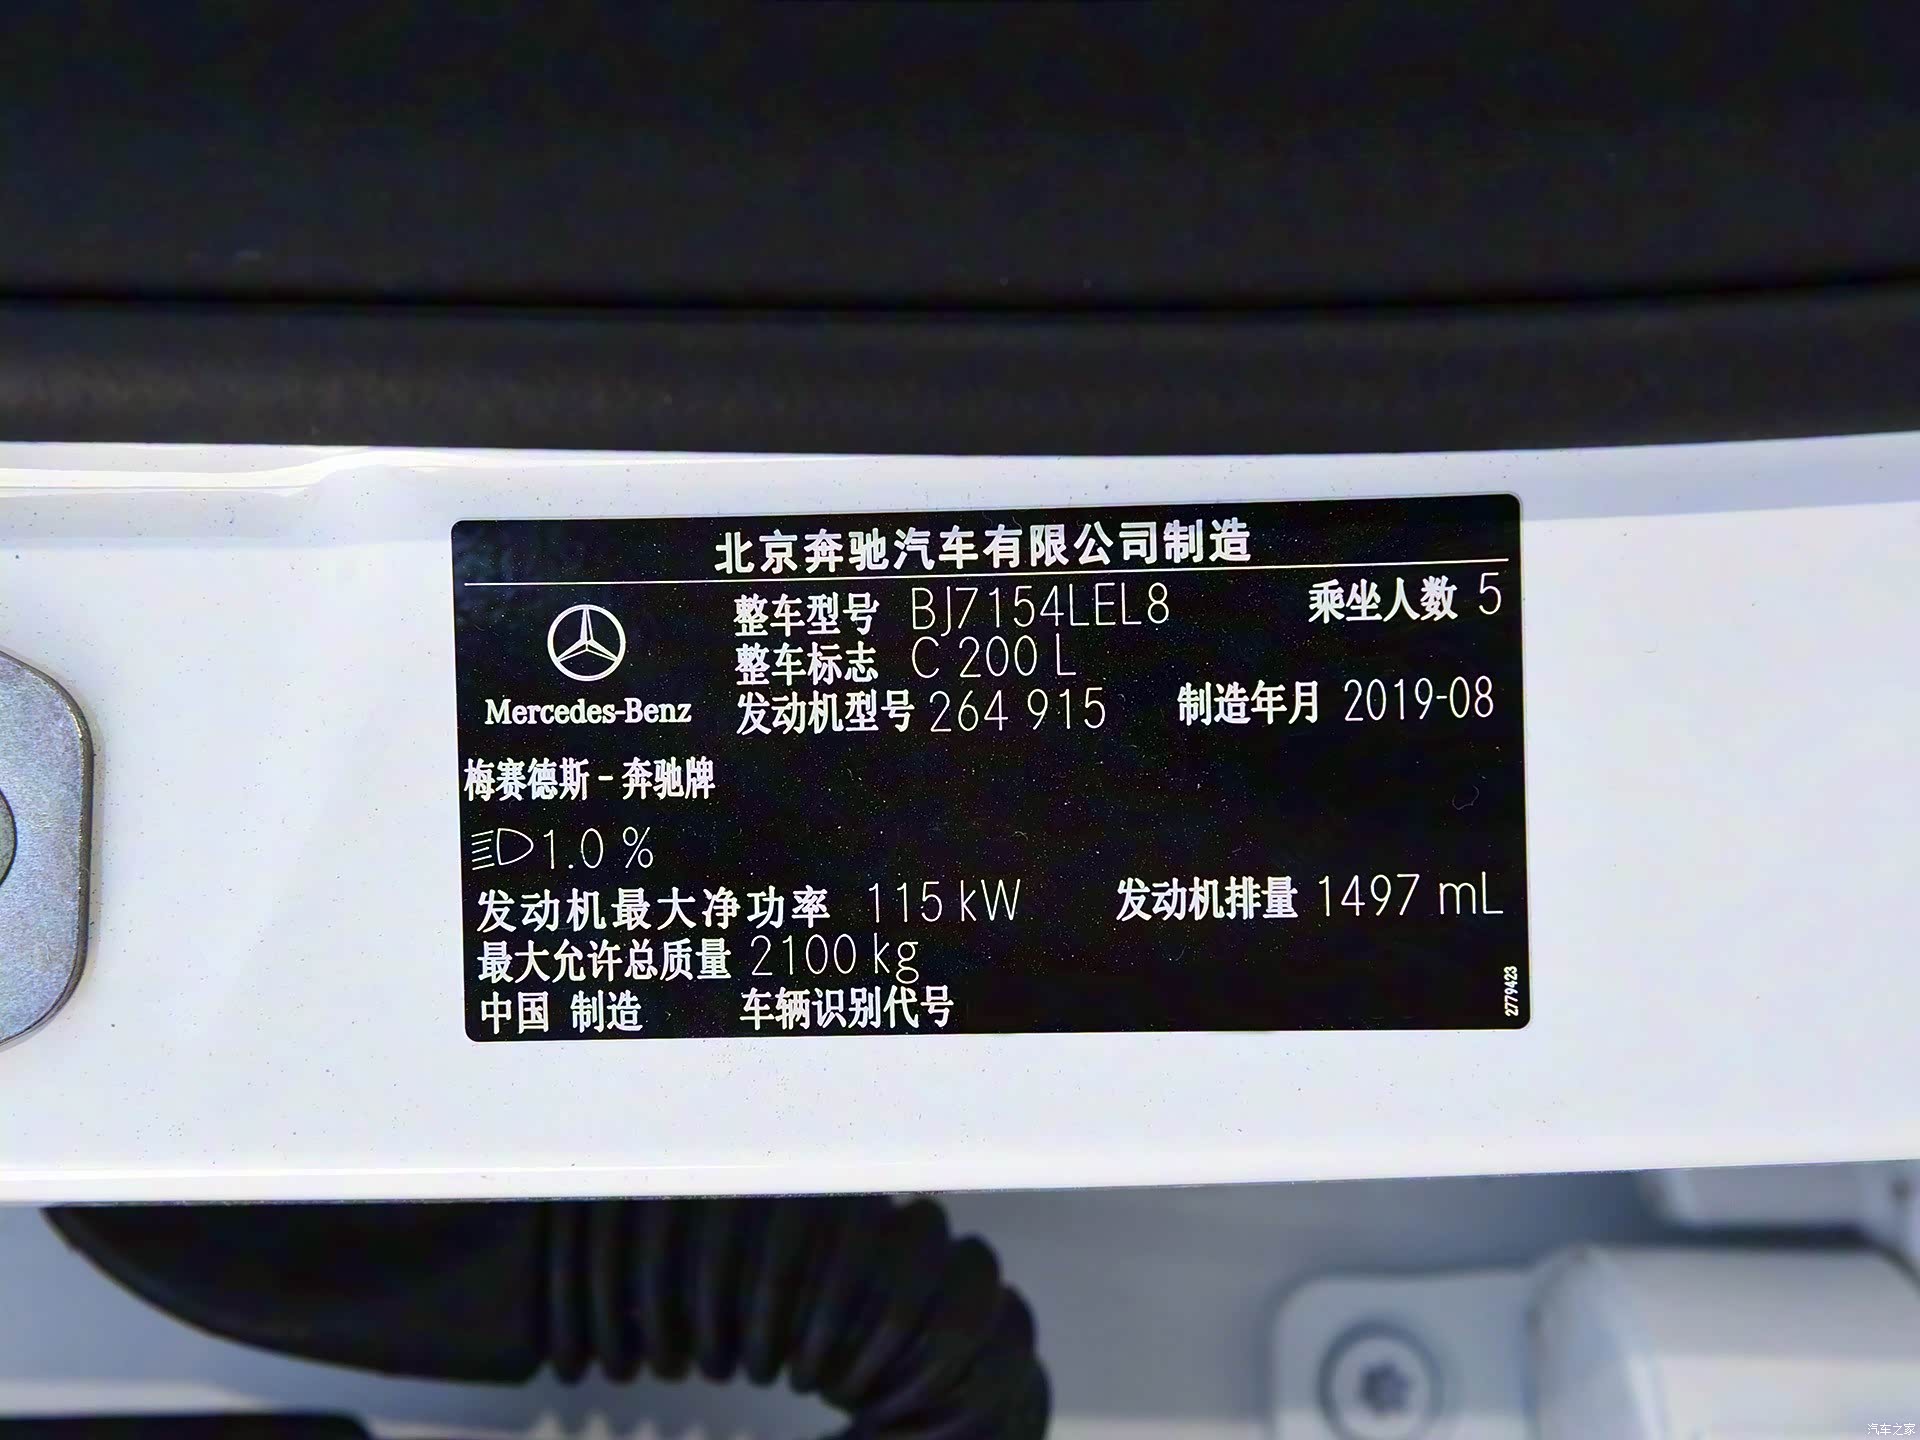 北京奔驰汽车有限公司制造
整车型号 BJ7154LEL8 乘坐人数 5
整车标志 C 200 L
Mercedes-Benz 发动机型号 264 915 制造年月 2019-08
梅赛德斯-奔驰牌
1.0 %
发动机最大净功率 115 kW 发动机排量 1497 mL
最大允许总质量 2100 kg
中国 制造 车辆识别代号
2779423
汽车之家